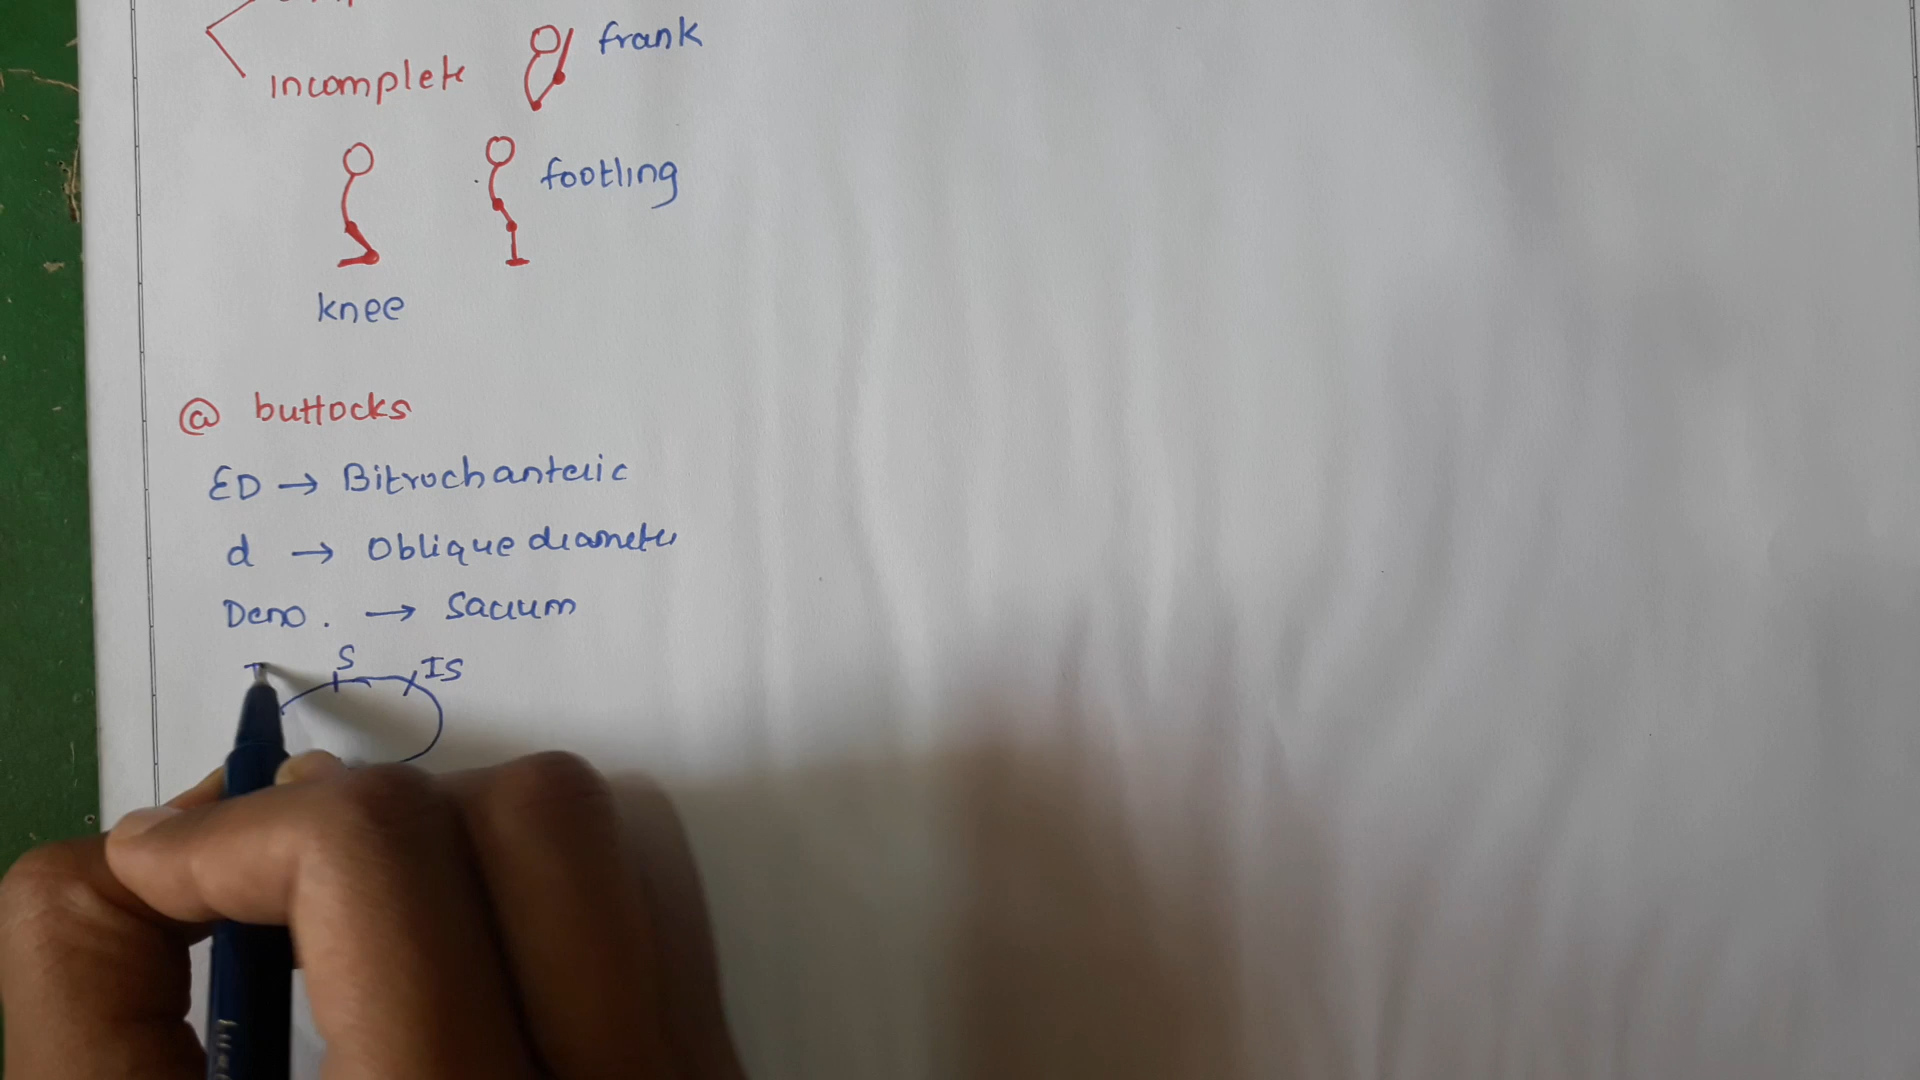 frank
Incomplete
footling
knee
@ buttocks
ED → Bitrochanteric
d → Oblique diameter
Deno. → Sacrum
S
IS